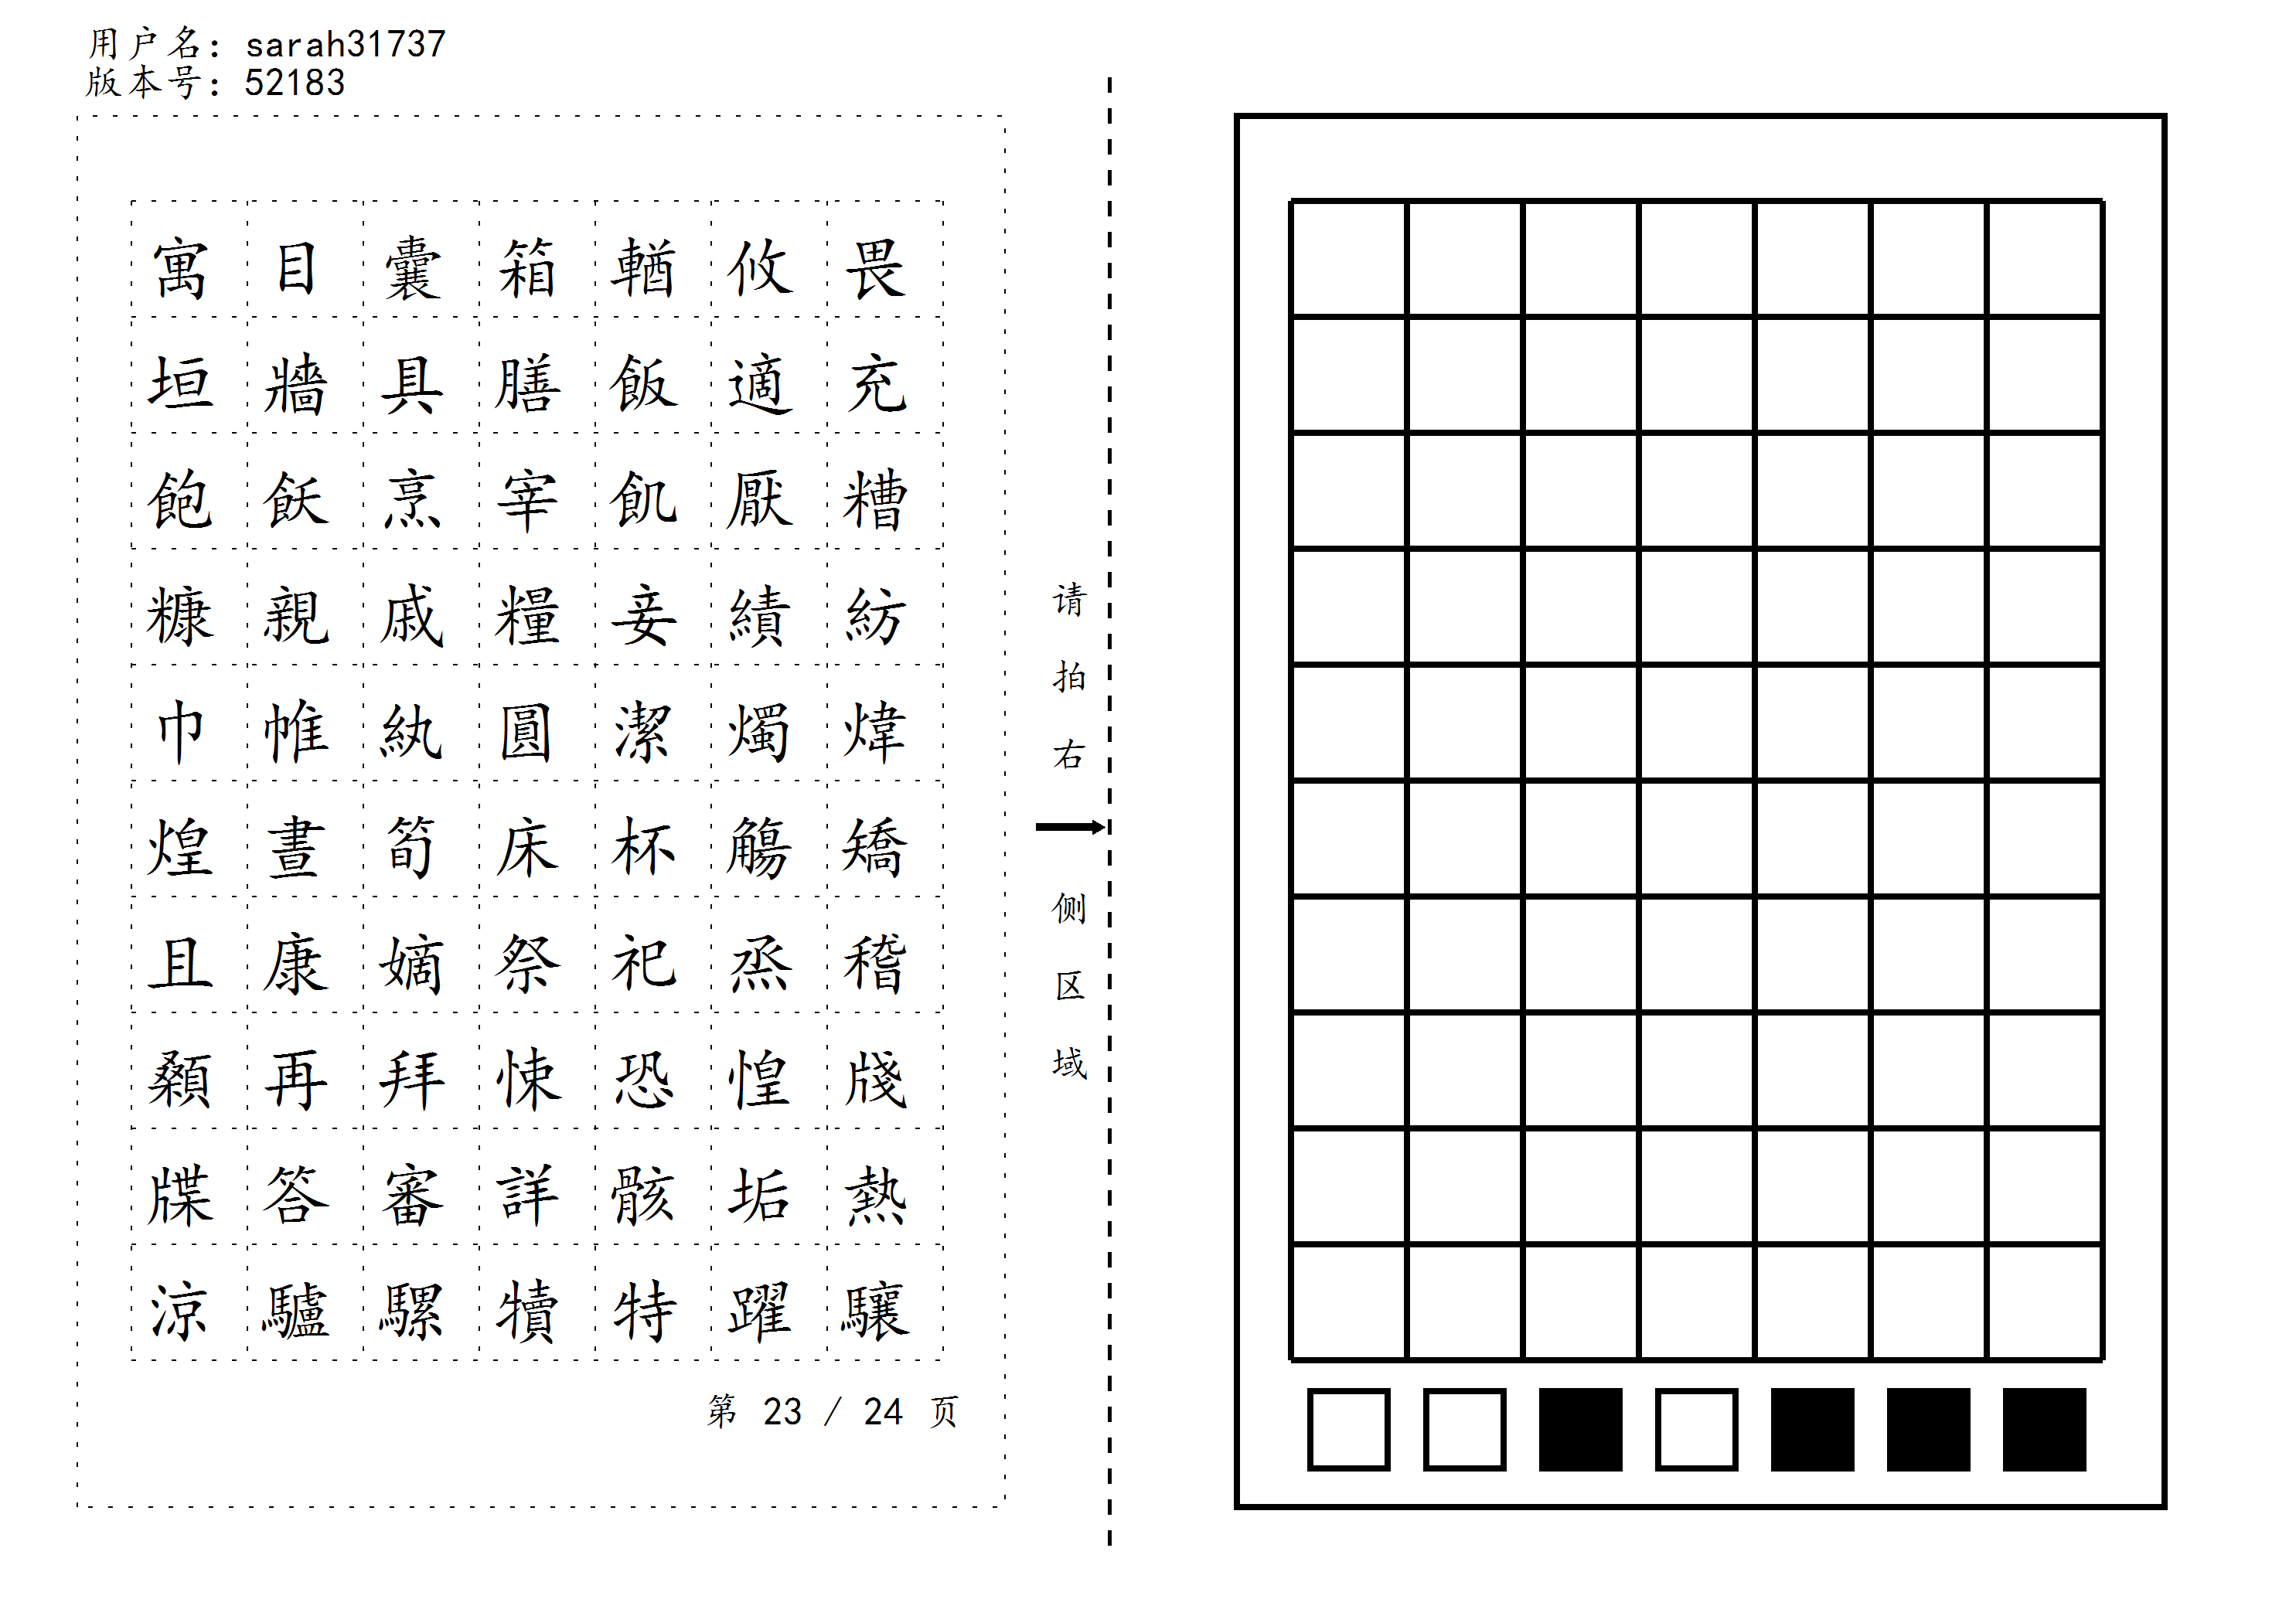 用户名: sarah31737
版本号: 52183
寓目囊箱輶攸畏
垣牆具膳飯適充
飽飫烹宰飢厭糟
糠親戚糧妾績紡
巾帷紈圓潔燭煒
煌晝筍床杯觴矯
且康嫡祭祀烝稽
顙再拜悚恐惶牋
牒答審詳骸垢熱
涼驢騾犢特躍驤
第 23 / 24 页
请拍右侧区域